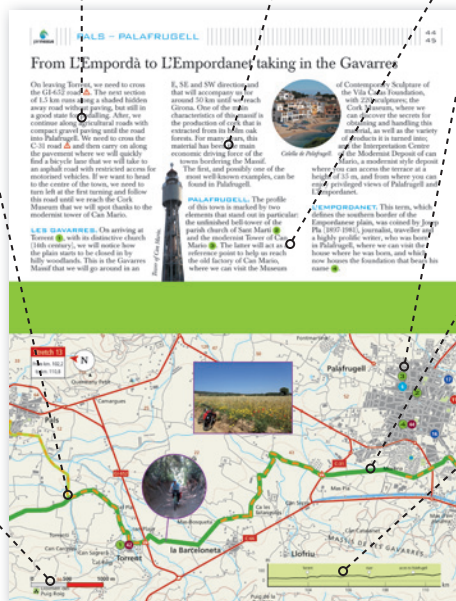 PALS – PALAFRUGELL
44
45
From L'Empordà to L'Empordanet taking in the Gavarres
On leaving Torrent, we need to cross
the GI-652 road. The next section
of 1.5 km runs along a shaded hidden
away road without paving, but still in
a good state for pedalling. After, we
continue along agricultural roads with
compact gravel paving until the road
into Palafrugell. We need to cross the
C-31 road and then carry on along
the pavement where we will quickly
find a bicycle lane that we will take to
an asphalt road with restricted access for
motorized vehicles. If we want to head
to the center of the town, we need to
turn left at the first turning and follow
this road until we reach the Cork
Museum that we will spot thanks to the
modernist tower of Can Mario.
LES GAVARRES. On arriving at
Torrent, with its distinctive church
(14th century), we will notice how
the plain starts to be closed in by
hilly woodlands. This is the Gavarres
Massif that we will go around in an
E, SE and SW direction and
that will accompany us for
around 50 km until we reach
Girona. One of the main
characteristics of this massif is
the production of cork that is
extracted from its holm oak
forests. For many years, this
material has been the main
economic driving force of the
towns bordering the Massif.
The first, and possibly one of the
most well-known examples, can be
found in Palafrugell.
Tower of Can Mario.
PALAFRUGELL. The profile
of this town is marked by two
elements that stand out in particular:
the unfinished bell-tower of the
parish church of Sant Martí
and the modernist Tower of Can
Mario. The latter will act as
reference point to help us reach
the old factory of Can Mario,
where we can visit the Museum
Calella de Palafrugell.
of Contemporary Sculpture of
the Vila Casas Foundation,
with 220 sculptures; the
Cork Museum, where we
can discover the secrets for
obtaining and handling this
material, as well as the variety
of products it is turned into;
and the Interpretation Centre
of the Modernist Deposit of can
Mario, a modernist style deposit
where you can access the terrace at a
height of 35 m, and from where you can
enjoy privileged views of Palafrugell and
L'Empordanet.
L'EMPORDANET. This term, which
defines the southern border of the
Empordanese plain, was coined by Josep
Pla (1897-1981), journalist, traveller and
a highly prolific writer, who was born
in Palafrugell, where we can visit the
house where he was born, and which
now houses the foundation that bears his
name
Stretch 13
N
Palafrugell
Pals
Camargues
Torrent
la Barceloneta
Llofriu
MASSÍS DE LES GAVARRES
0 500 1000 m